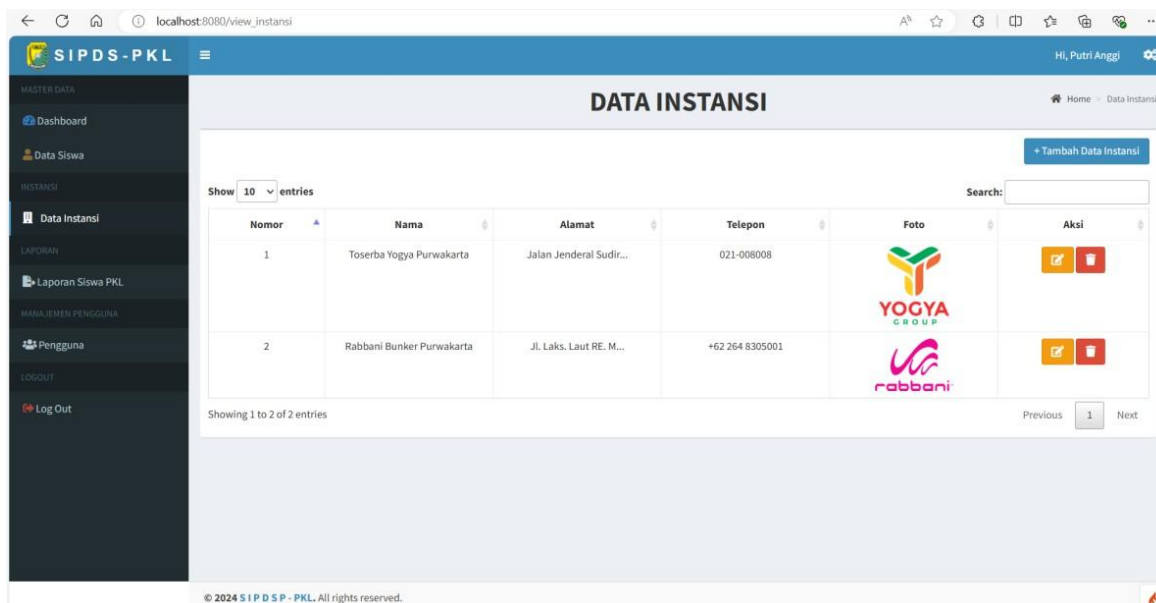 localhost:8080/view_instansi
SIPDS-PKL
Hi, Putri Anggi
MASTER DATA
Dashboard
Data Siswa
INSTANSI
Data Instansi
LAPORAN
Laporan Siswa PKL
MANAJEMEN PENGGUNA
Pengguna
LOGOUT
Log Out
DATA INSTANSI
Home > Data Instansi
+ Tambah Data Instansi
Show 10 entries
Search:
Nomor Nama Alamat Telepon Foto Aksi
1 Toserba Yogya Purwakarta Jalan Jenderal Sudir... 021-008008
YOGYA
GROUP
2 Rabbani Bunker Purwakarta Jl. Laks. Laut RE. M... +62 264 8305001
rabbani
Showing 1 to 2 of 2 entries
Previous 1 Next
© 2024 S I P D S P - PKL. All rights reserved.